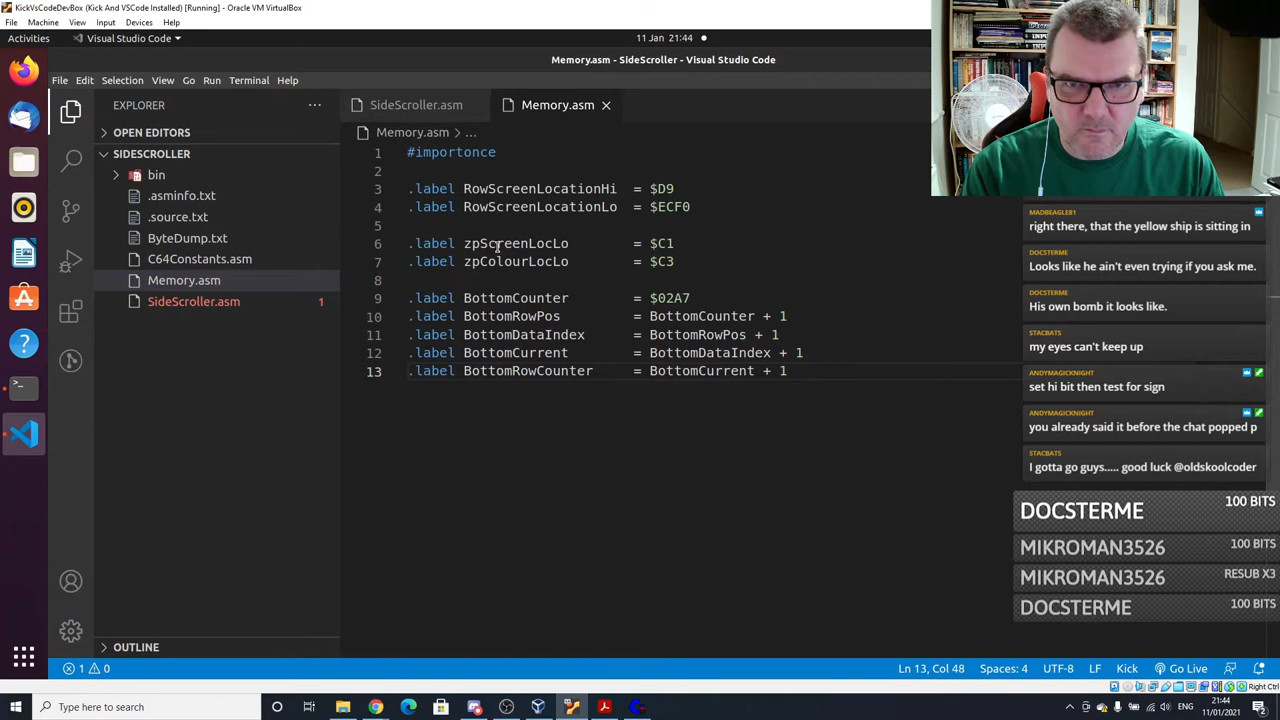 KickVsCodeDevBox (Kick And VSCode Installed) [Running] - Oracle VM VirtualBox
File Machine View Input Devices Help
Activities Visual Studio Code 11 Jan 21:44
Memory.asm - SideScroller - Visual Studio Code
File Edit Selection View Go Run Terminal Help
EXPLORER
OPEN EDITORS
SIDESCROLLER
bin
.asminfo.txt
.source.txt
ByteDump.txt
C64Constants.asm
Memory.asm
SideScroller.asm 1
OUTLINE
SideScroller.asm Memory.asm
Memory.asm > ...
1 #importonce
2
3 .label RowScreenLocationHi = $D9
4 .label RowScreenLocationLo = $ECF0
5
6 .label zpScreenLocLo = $C1
7 .label zpColourLocLo = $C3
8
9 .label BottomCounter = $02A7
10 .label BottomRowPos = BottomCounter + 1
11 .label BottomDataIndex = BottomRowPos + 1
12 .label BottomCurrent = BottomDataIndex + 1
13 .label BottomRowCounter = BottomCurrent + 1
MADBEAGLER1
right there, that the yellow ship is sitting in
DOCSTERME
Looks like he ain't even trying if you ask me.
DOCSTERME
His own bomb it looks like.
STACBATS
my eyes can't keep up
ANDYMAGICKNIGHT
set hi bit then test for sign
ANDYMAGICKNIGHT
you already said it before the chat popped p
STACBATS
I gotta go guys..... good luck @oldskoolcoder
DOCSTERME 100 BITS
MIKROMAN3526 100 BITS
MIKROMAN3526 RESUB X3
DOCSTERME 100 BITS
1 0 Ln 13, Col 48 Spaces: 4 UTF-8 LF Kick Go Live
Right Ctrl
Type here to search
21:44
11/01/2021